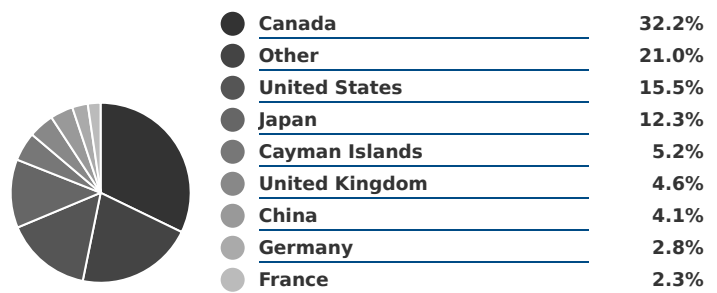 Canada 32.2%
Other 21.0%
United States 15.5%
Japan 12.3%
Cayman Islands 5.2%
United Kingdom 4.6%
China 4.1%
Germany 2.8%
France 2.3%